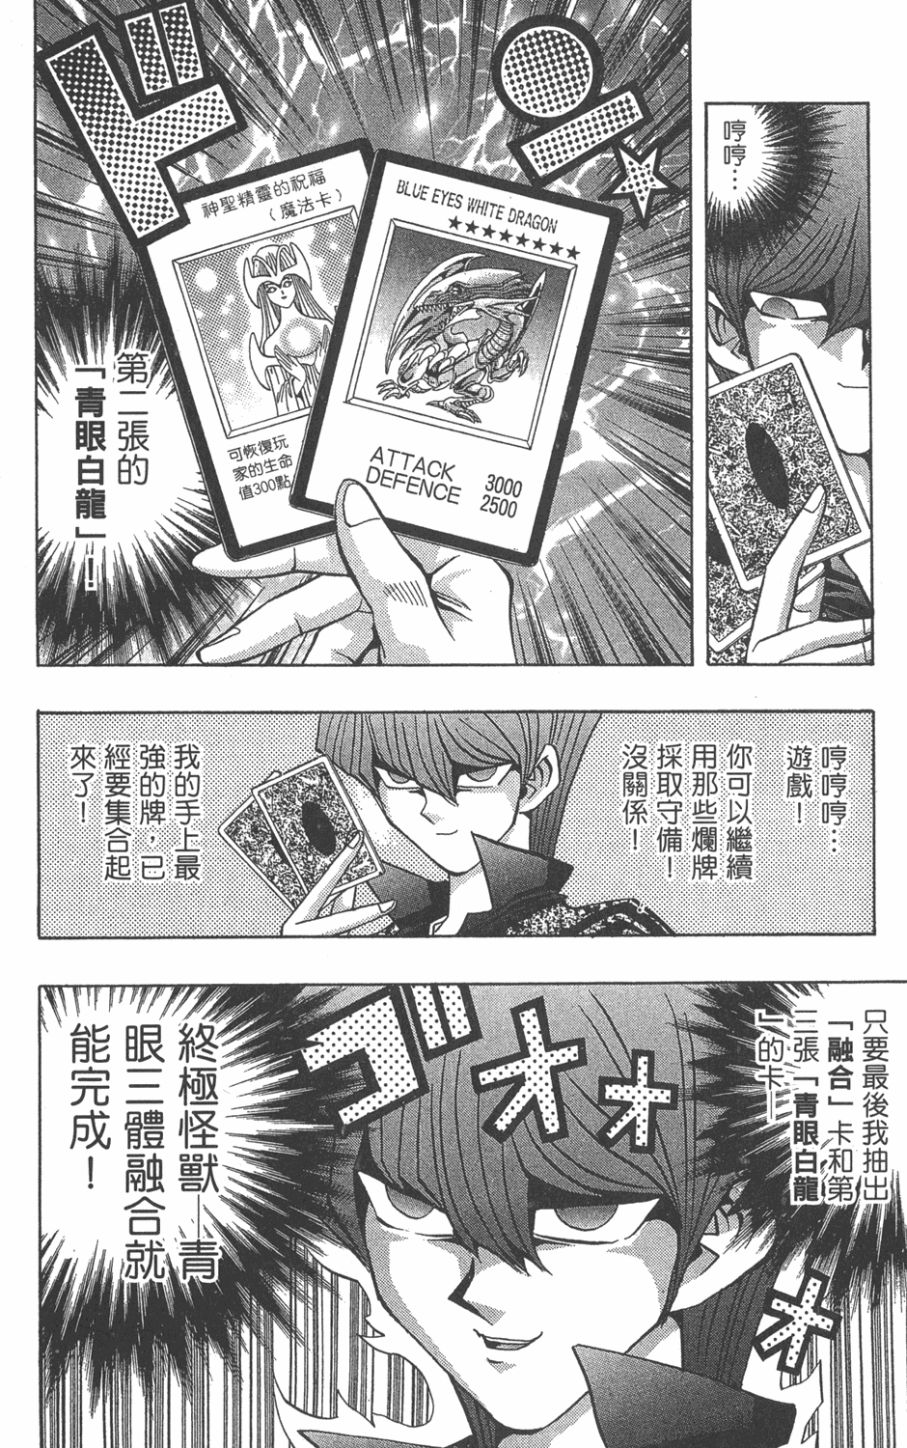 哼哼…
ドン☆
神聖精靈的祝福
（魔法卡）
可恢復玩
家的生命
值300點
BLUE EYES WHITE DRAGON
★★★★★★★★
ATTACK 3000
DEFENCE 2500
第二張的
「青眼白龍」！
哼哼哼…
遊戲！
你可以繼續
用那些爛牌
採取守備！
沒關係！
我的手上最
強的牌，已
經要集合起
來了！
只要最後我抽出
「融合」卡和第
三張「青眼白龍
」的卡—
ゴオオオ
終極怪獸—青
眼三體融合就
能完成！